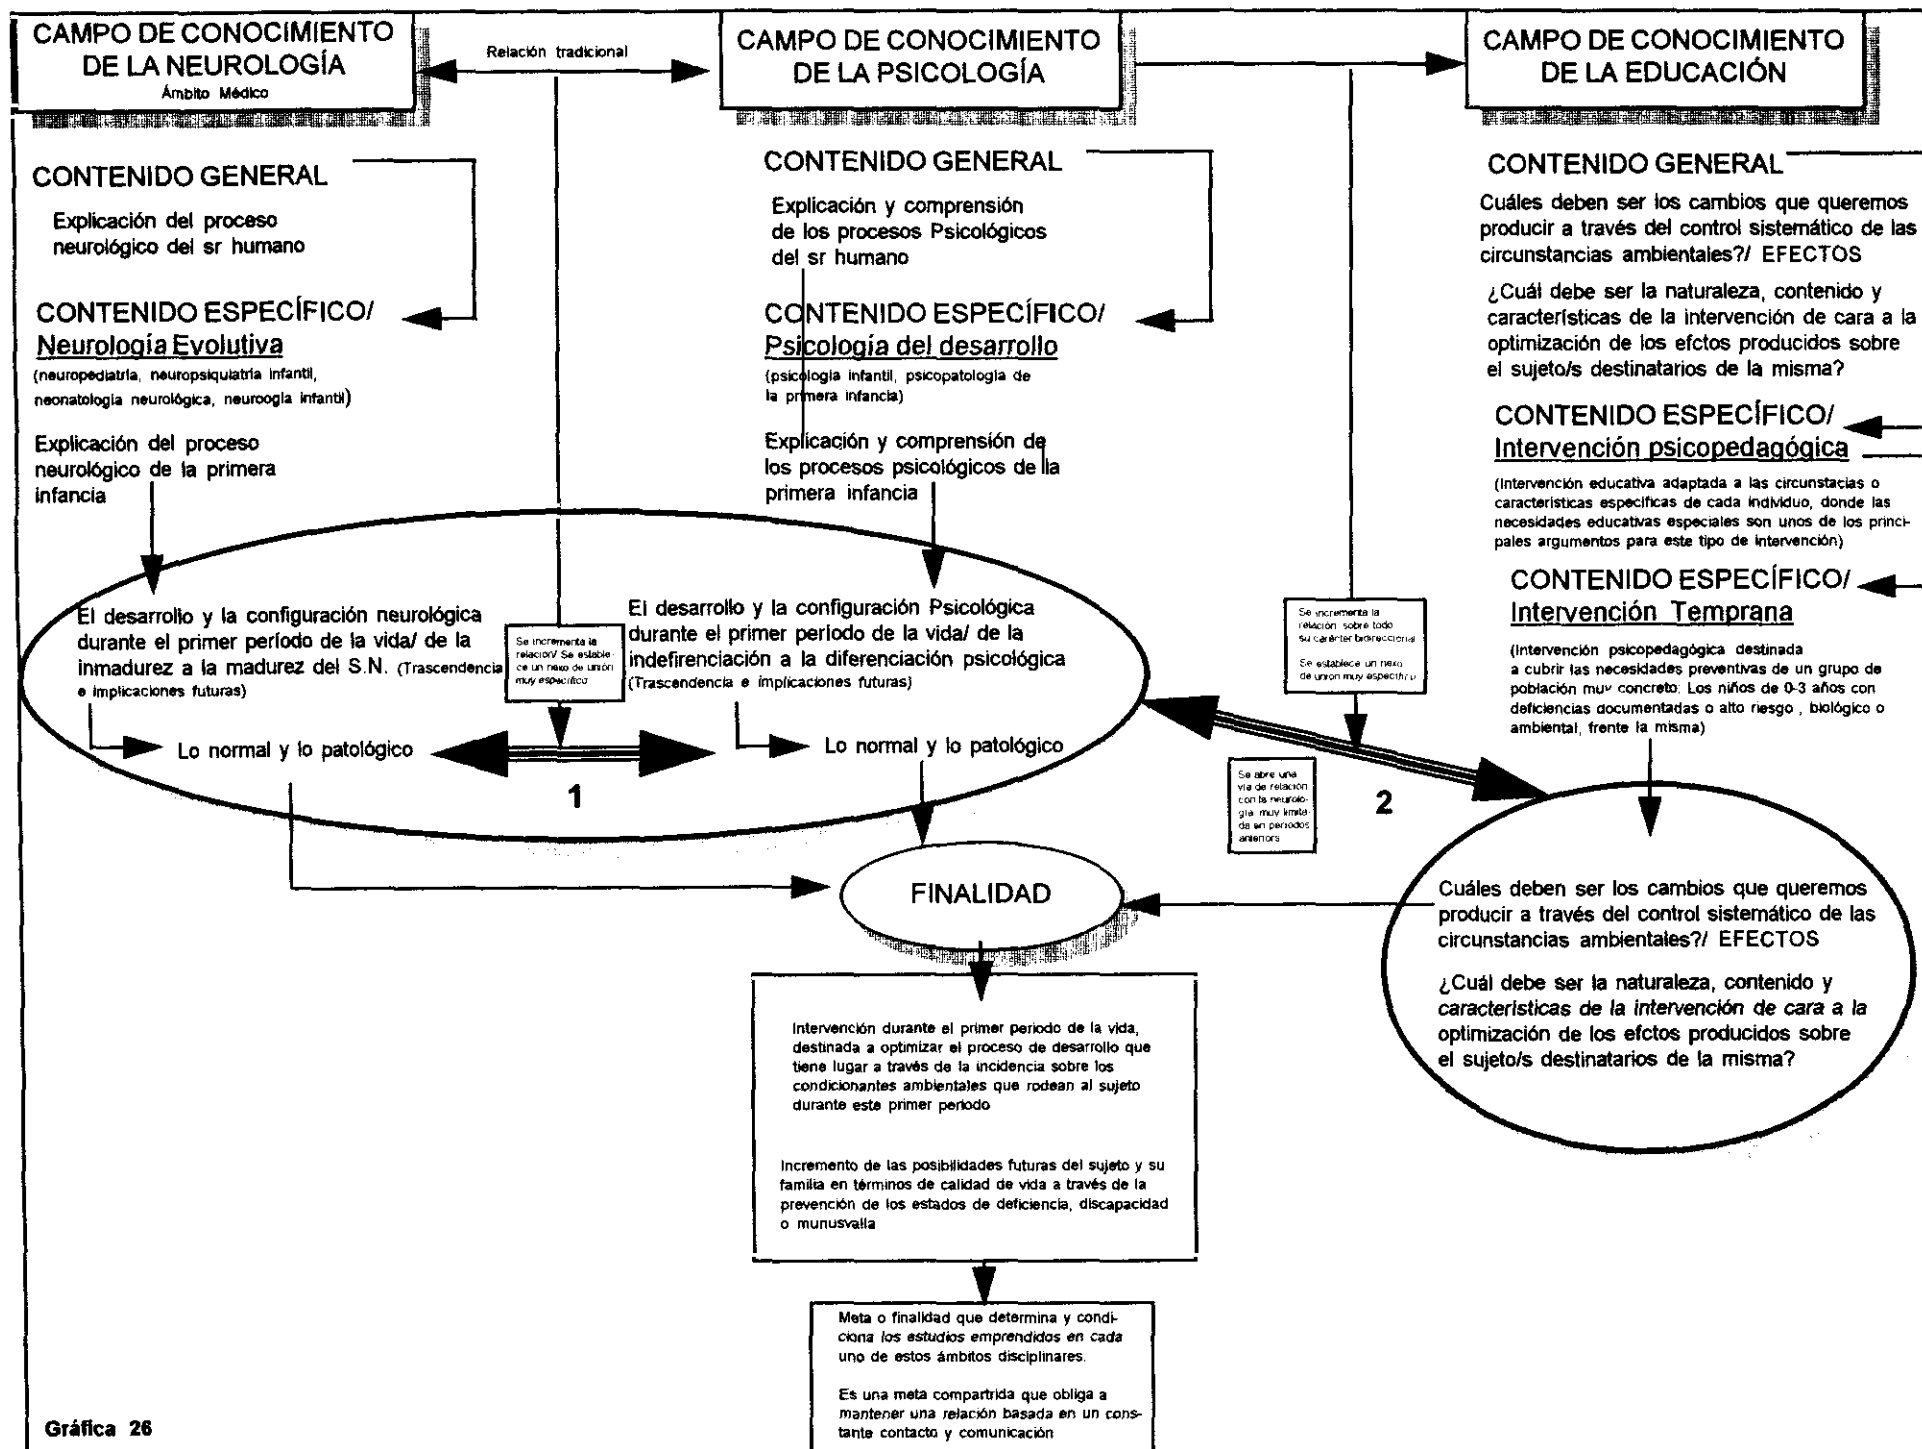 CAMPO DE CONOCIMIENTO
DE LA NEUROLOGÍA
Ámbito Médico
Relación tradicional
CAMPO DE CONOCIMIENTO
DE LA PSICOLOGÍA
CAMPO DE CONOCIMIENTO
DE LA EDUCACIÓN
CONTENIDO GENERAL
Explicación del proceso
neurológico del sr humano
CONTENIDO ESPECÍFICO/
Neurología Evolutiva
(neuropediatría, neuropsiquiatría infantil,
neonatología neurológica, neuroogía infantil)
Explicación del proceso
neurológico de la primera
infancia
CONTENIDO GENERAL
Explicación y comprensión
de los procesos Psicológicos
del sr humano
CONTENIDO ESPECÍFICO/
Psicología del desarrollo
(psicología infantil, psicopatología de
la primera infancia)
Explicación y comprensión de
los procesos psicológicos de la
primera infancia
CONTENIDO GENERAL
Cuáles deben ser los cambios que queremos
producir a través del control sistemático de las
circunstancias ambientales?/ EFECTOS
¿Cuál debe ser la naturaleza, contenido y
características de la intervención de cara a la
optimización de los efctos producidos sobre
el sujeto/s destinatarios de la misma?
CONTENIDO ESPECÍFICO/
Intervención psicopedagógica
(Intervención educativa adaptada a las circunstacias o
características específicas de cada individuo, donde las
necesidades educativas especiales son unos de los princi-
pales argumentos para este tipo de intervención)
CONTENIDO ESPECÍFICO/
Intervención Temprana
(Intervención psicopedagógica destinada
a cubrir las necesidades preventivas de un grupo de
población muy concreto: Los niños de 0-3 años con
deficiencias documentadas o alto riesgo , biológico o
ambiental, frente la misma)
El desarrollo y la configuración neurológica
durante el primer período de la vida/ de la
inmadurez a la madurez del S.N. (Trascendencia
e implicaciones futuras)
Lo normal y lo patológico
Se incrementa la
relación/ Se estable-
ce un nexo de unión
muy específico
1
El desarrollo y la configuración Psicológica
durante el primer período de la vida/ de la
indefirenciación a la diferenciación psicológica
(Trascendencia e implicaciones futuras)
Lo normal y lo patológico
Se incrementa la
relación sobre todo
su carácter bidireccional
Se establece un nexo
de unión muy específico
Se abre una
vía de relación
con la neurolo-
gía muy limita-
da en períodos
anteriors
2
FINALIDAD
Cuáles deben ser los cambios que queremos
producir a través del control sistemático de las
circunstancias ambientales?/ EFECTOS
¿Cuál debe ser la naturaleza, contenido y
características de la intervención de cara a la
optimización de los efctos producidos sobre
el sujeto/s destinatarios de la misma?
Intervención durante el primer periodo de la vida,
destinada a optimizar el proceso de desarrollo que
tiene lugar a través de la incidencia sobre los
condicionantes ambientales que rodean al sujeto
durante este primer periodo
Incremento de las posibilidades futuras del sujeto y su
familia en términos de calidad de vida a través de la
prevención de los estados de deficiencia, discapacidad
o munusvalía
Meta o finalidad que determina y condi-
ciona los estudios emprendidos en cada
uno de estos ámbitos disciplinares.
Es una meta compartrida que obliga a
mantener una relación basada en un cons-
tante contacto y comunicación
Gráfica 26